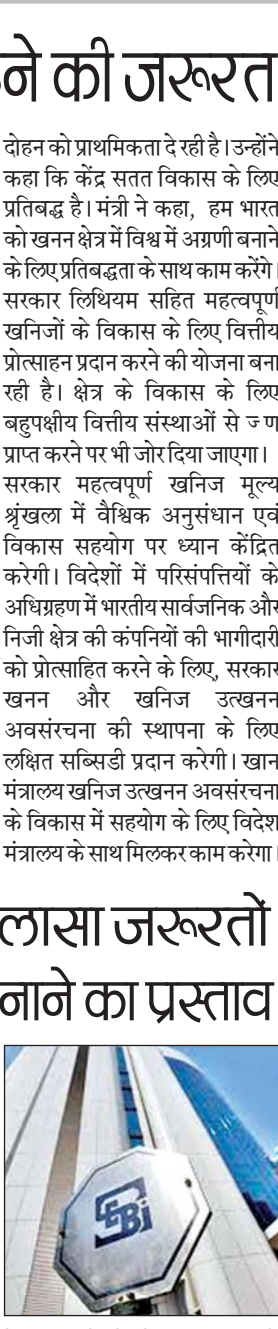 ने की जरूरत
दोहन को प्राथमिकता दे रही है। उन्होंने
कहा कि केंद्र सतत विकास के लिए
प्रतिबद्ध है। मंत्री ने कहा, हम भारत
को खनन क्षेत्र में विश्व में अग्रणी बनाने
के लिए प्रतिबद्धता के साथ काम करेंगे।
सरकार लिथियम सहित महत्वपूर्ण
खनिजों के विकास के लिए वित्तीय
प्रोत्साहन प्रदान करने की योजना बना
रही है। क्षेत्र के विकास के लिए
बहुपक्षीय वित्तीय संस्थाओं से ज्ण
प्राप्त करने पर भी जोर दिया जाएगा।
सरकार महत्वपूर्ण खनिज मूल्य
श्रृंखला में वैश्विक अनुसंधान एवं
विकास सहयोग पर ध्यान केंद्रित
करेगी। विदेशों में परिसंपत्तियों के
अधिग्रहण में भारतीय सार्वजनिक और
निजी क्षेत्र की कंपनियों की भागीदारी
को प्रोत्साहित करने के लिए, सरकार
खनन और खनिज उत्खनन
अवसंरचना की स्थापना के लिए
लक्षित सब्सिडी प्रदान करेगी। खान
मंत्रालय खनिज उत्खनन अवसंरचना
के विकास में सहयोग के लिए विदेश
मंत्रालय के साथ मिलकर काम करेगा।
लासा जरूरतों
नाने का प्रस्ताव
SEBI